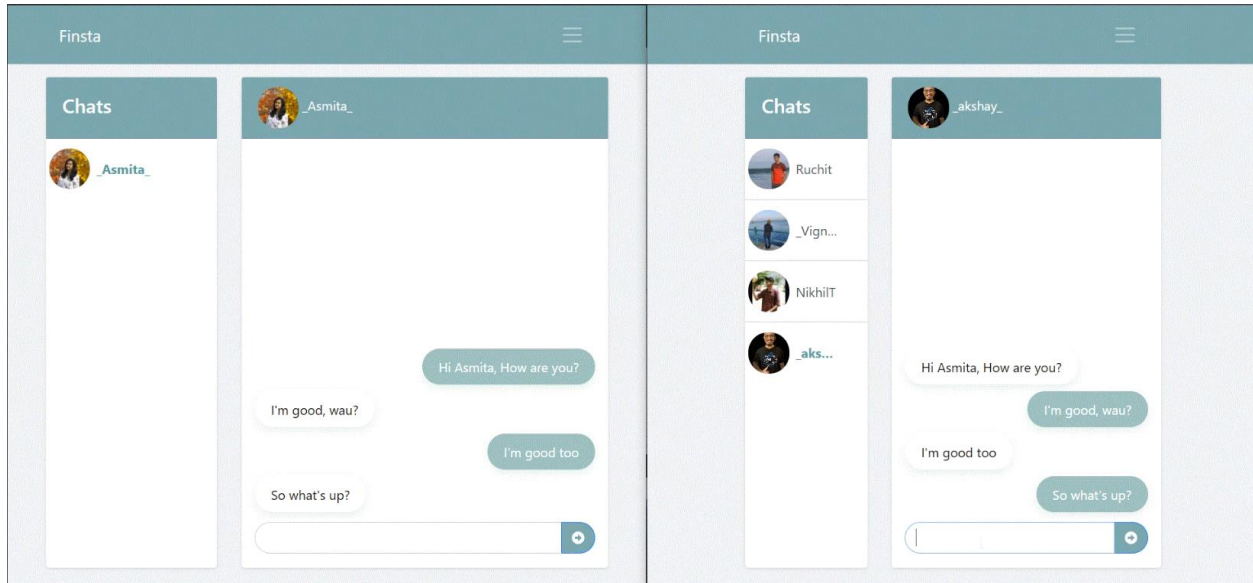 Finsta
Chats
_Asmita_
_Asmita_
Hi Asmita, How are you?
I'm good, wau?
I'm good too
So what's up?
Finsta
Chats
_akshay_
Ruchit
_Vign...
NikhilT
_aks...
Hi Asmita, How are you?
I'm good, wau?
I'm good too
So what's up?